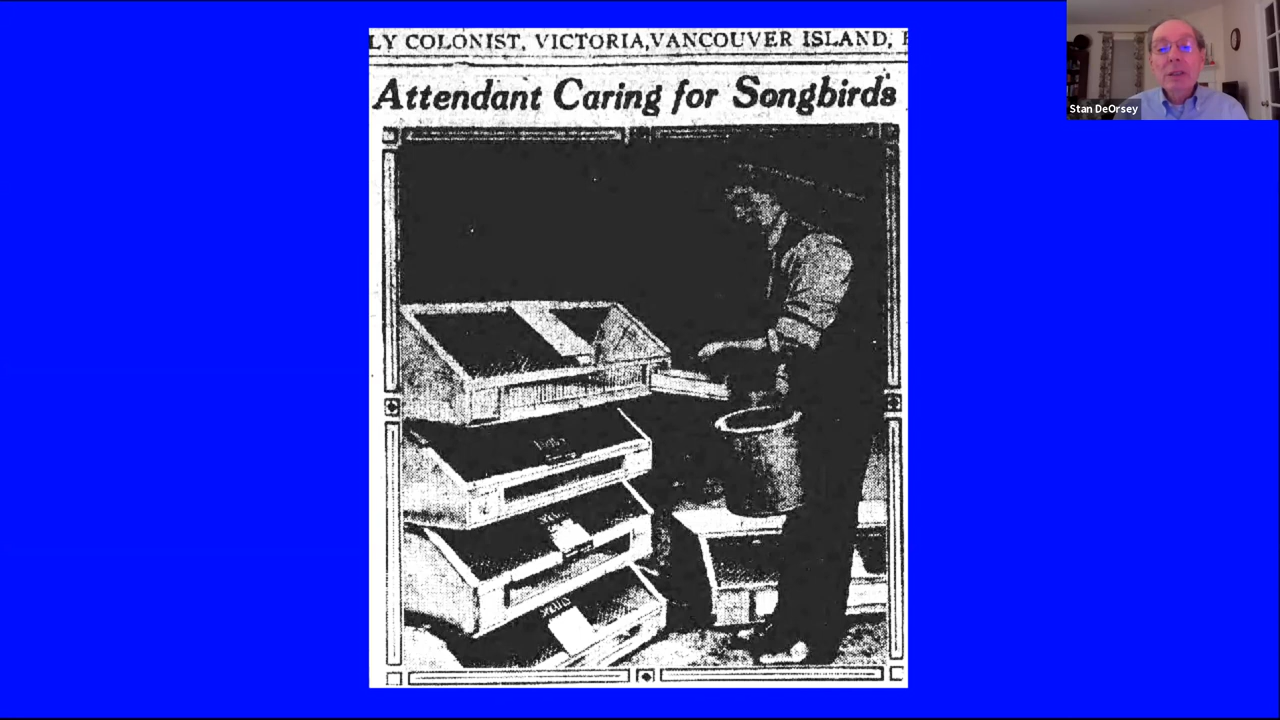 LY COLONIST, VICTORIA, VANCOUVER ISLAND,
Attendant Caring for Songbirds
Stan DeOrsey